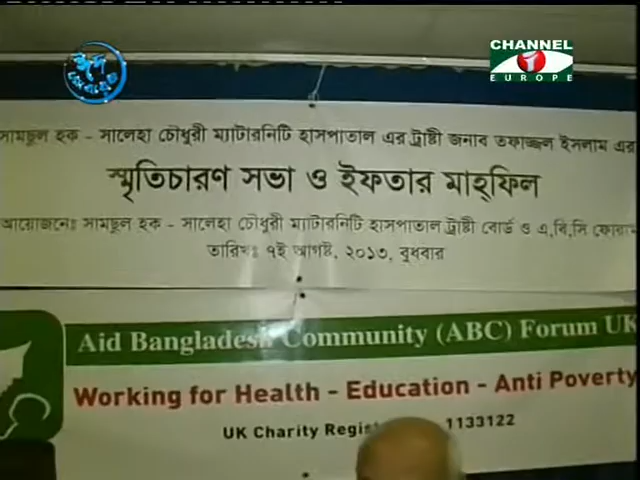 CHANNEL
i
EUROPE
ঈদ
সামছুল হক - সালেহা চৌধুরী ম্যাটারনিটি হাসপাতাল এর ট্রাষ্টী জনাব তফাজ্জল ইসলাম এর
স্মৃতিচারণ সভা ও ইফতার মাহ্ফিল
আয়োজনেঃ সামছুল হক - সালেহা চৌধুরী ম্যাটারনিটি হাসপাতাল ট্রাষ্টী বোর্ড ও এ,বি,সি ফোরাম
তারিখঃ ৭ই আগষ্ট, ২০১৩, বুধবার
Aid Bangladesh Community (ABC) Forum UK
Working for Health - Education - Anti Poverty
UK Charity Regis 1133122